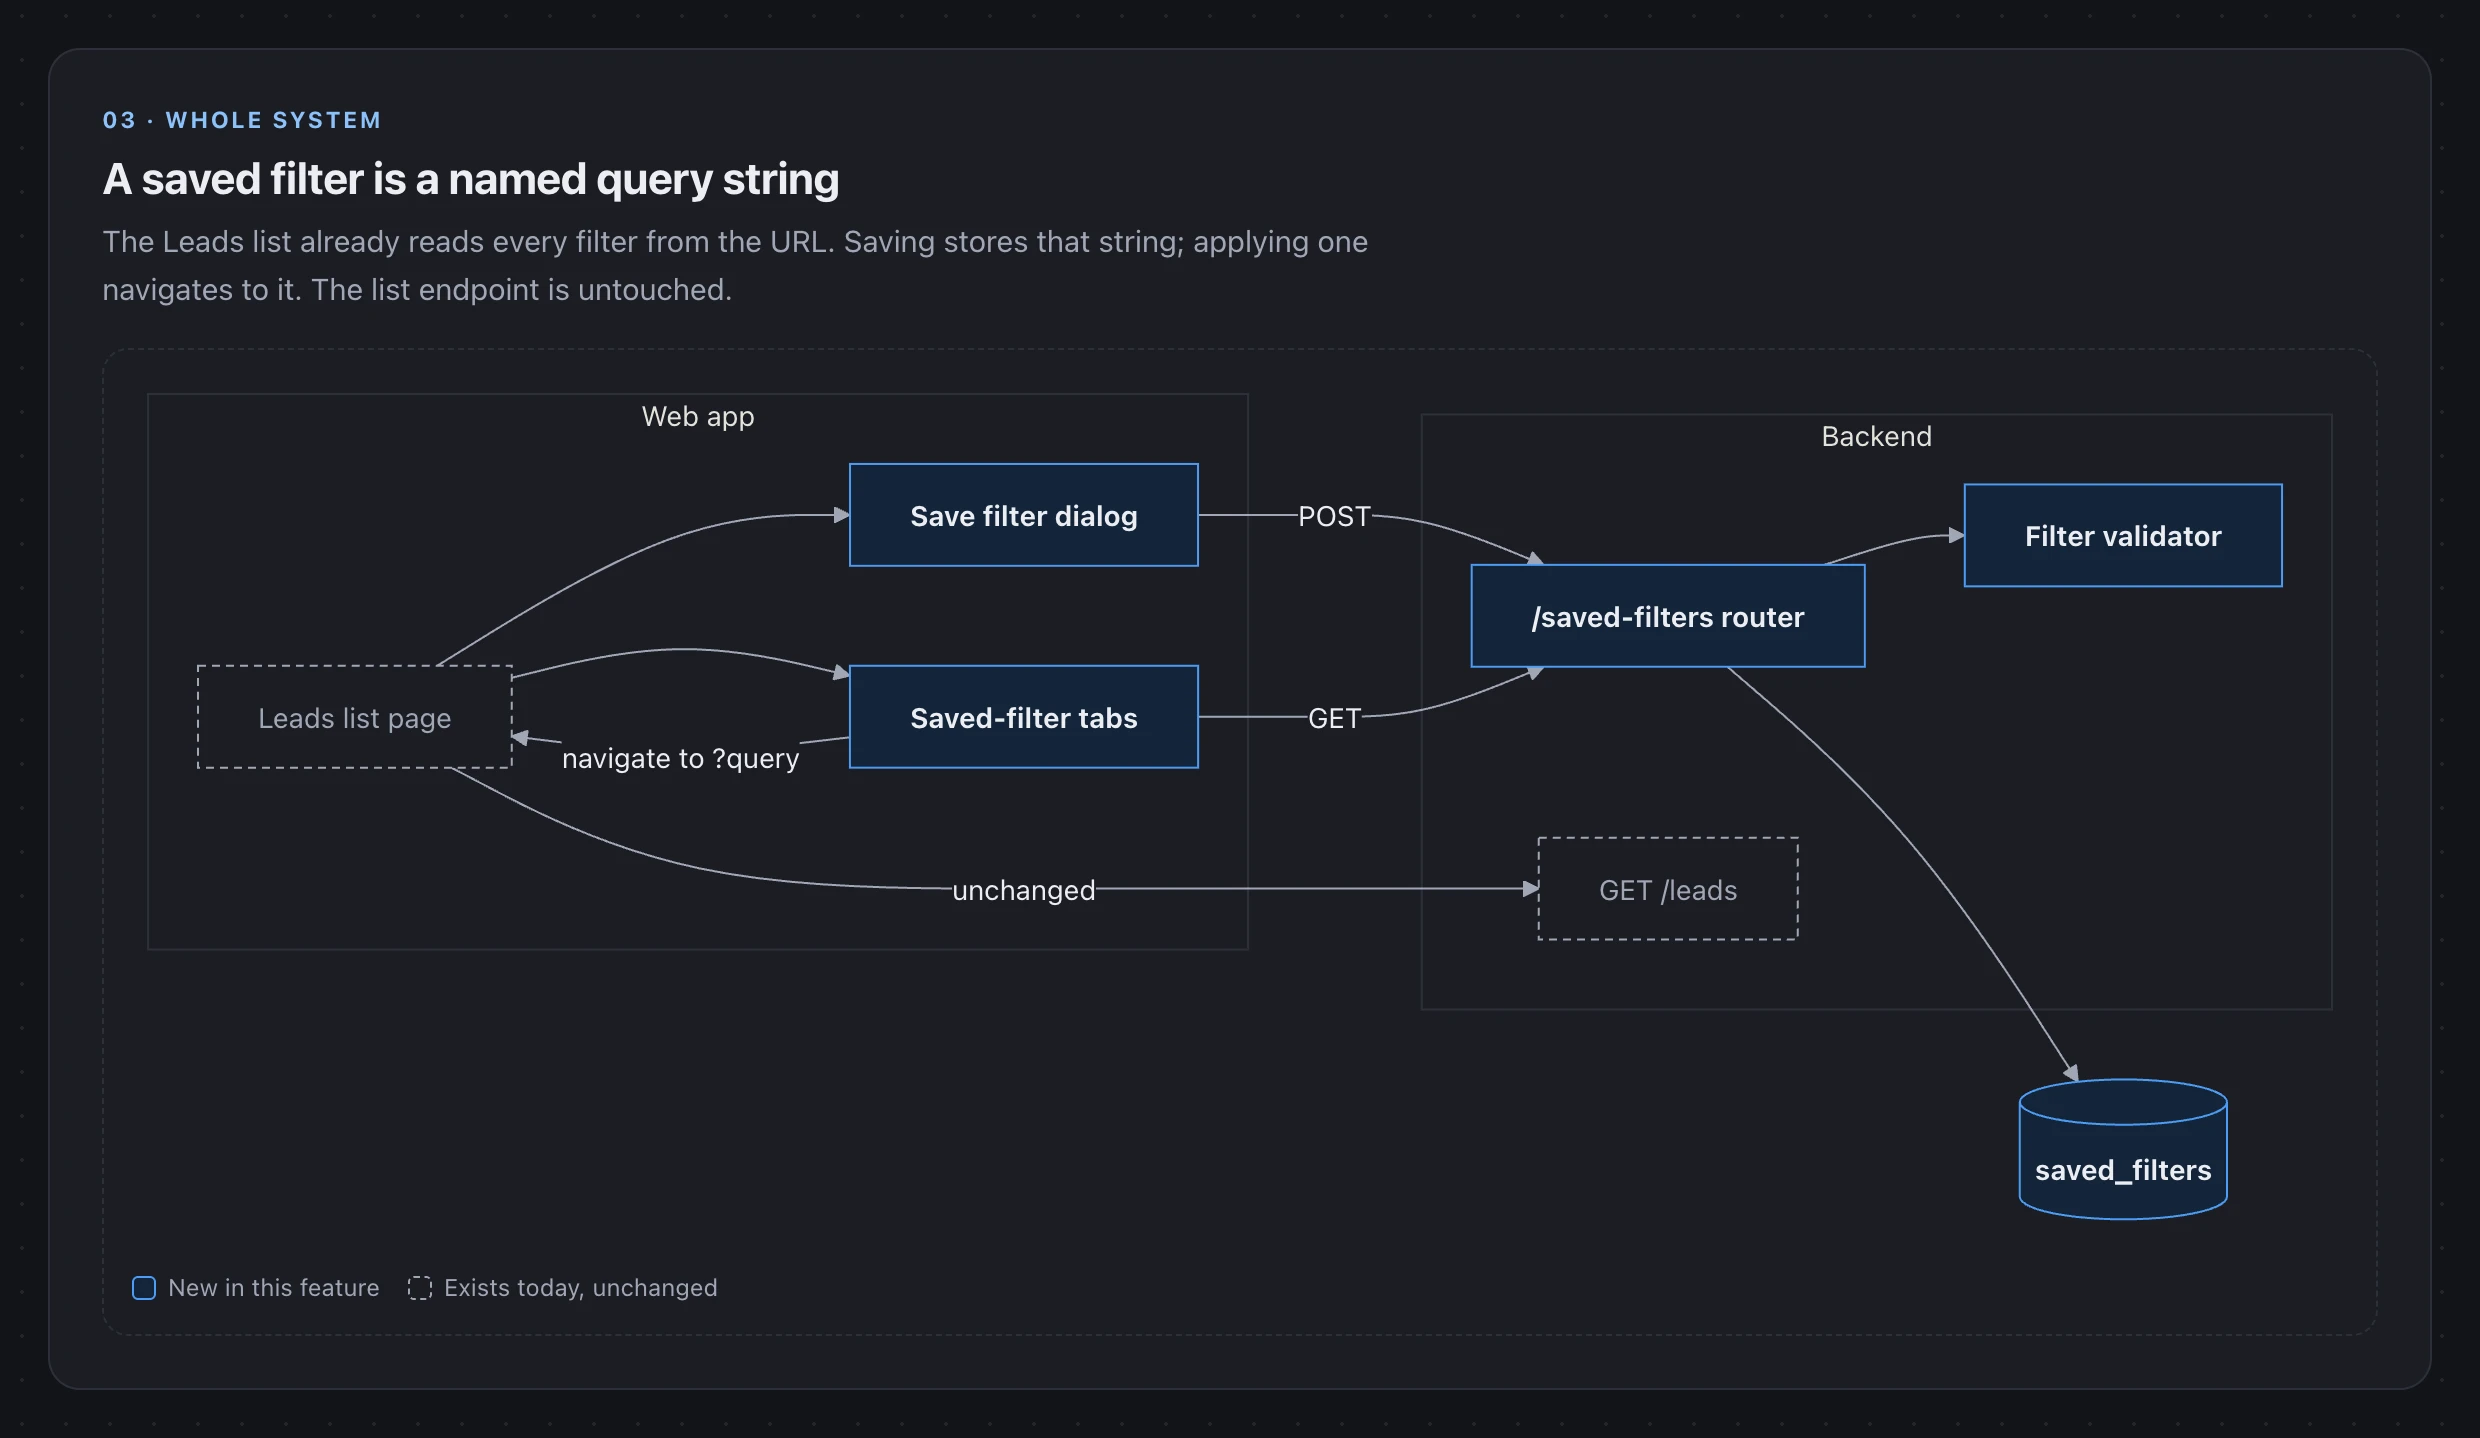 03 · WHOLE SYSTEM
A saved filter is a named query string
The Leads list already reads every filter from the URL. Saving stores that string; applying one
navigates to it. The list endpoint is untouched.
Web app
Backend
Save filter dialog
POST
Filter validator
/saved-filters router
Leads list page
Saved-filter tabs
GET
navigate to ?query
unchanged
GET /leads
saved_filters
New in this feature
Exists today, unchanged